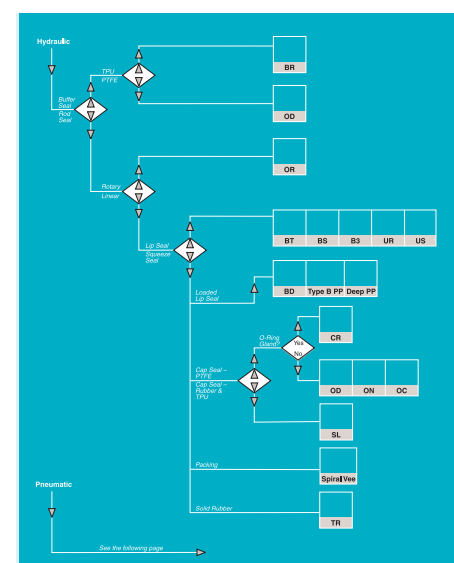 Hydraulic
TPU
PTFE
BR
Buffer
Seal
Rod
Seal
OD
OR
Rotary
Linear
BT BS B3 UR US
Lip Seal
Squeeze
Seal
Loaded
Lip Seal
BD Type B PP Deep PP
O-Ring
Gland?
Yes
No
CR
Cap Seal –
PTFE
Cap Seal –
Rubber &
TPU
OD ON OC
SL
Packing
Spiral Vee
Pneumatic
Solid Rubber
TR
See the following page